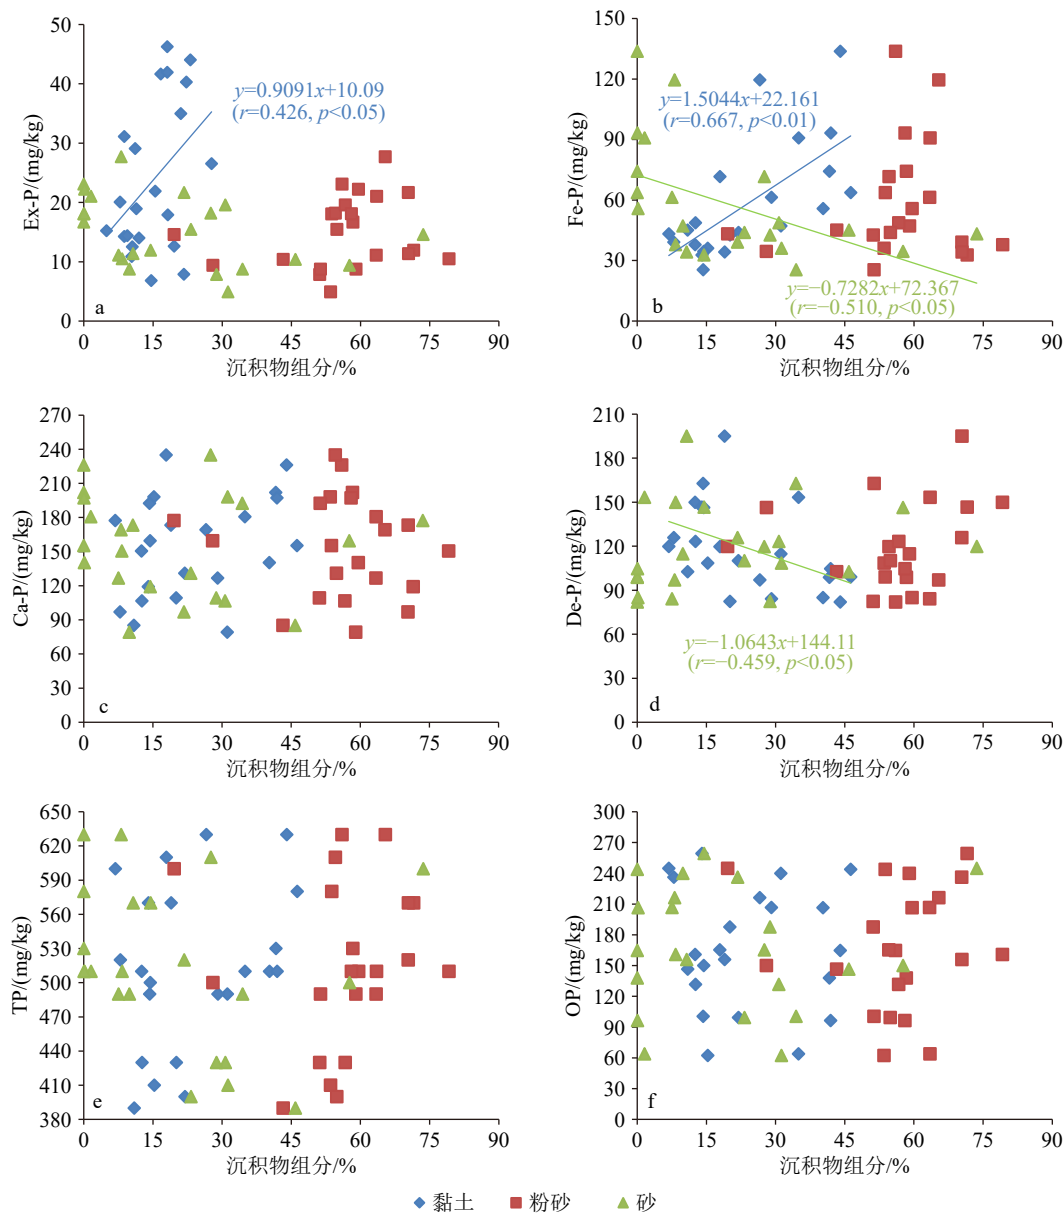 50
40
30
20
10
0
Ex-P/(mg/kg)
y=0.9091x+10.09
(r=0.426, p<0.05)
a
0 15 30 45 60 75 90
沉积物组分/%
150
120
90
60
30
0
Fe-P/(mg/kg)
y=1.5044x+22.161
(r=0.667, p<0.01)
y=−0.7282x+72.367
(r=−0.510, p<0.05)
b
0 15 30 45 60 75 90
沉积物组分/%
270
240
210
180
150
120
90
60
30
0
Ca-P/(mg/kg)
c
0 15 30 45 60 75 90
沉积物组分/%
210
180
150
120
90
60
30
0
De-P/(mg/kg)
y=−1.0643x+144.11
(r=−0.459, p<0.05)
d
0 15 30 45 60 75 90
沉积物组分/%
650
620
590
560
530
500
470
440
410
380
TP/(mg/kg)
e
0 15 30 45 60 75 90
沉积物组分/%
300
270
240
210
180
150
120
90
60
30
0
OP/(mg/kg)
f
0 15 30 45 60 75 90
沉积物组分/%
黏土 粉砂 砂